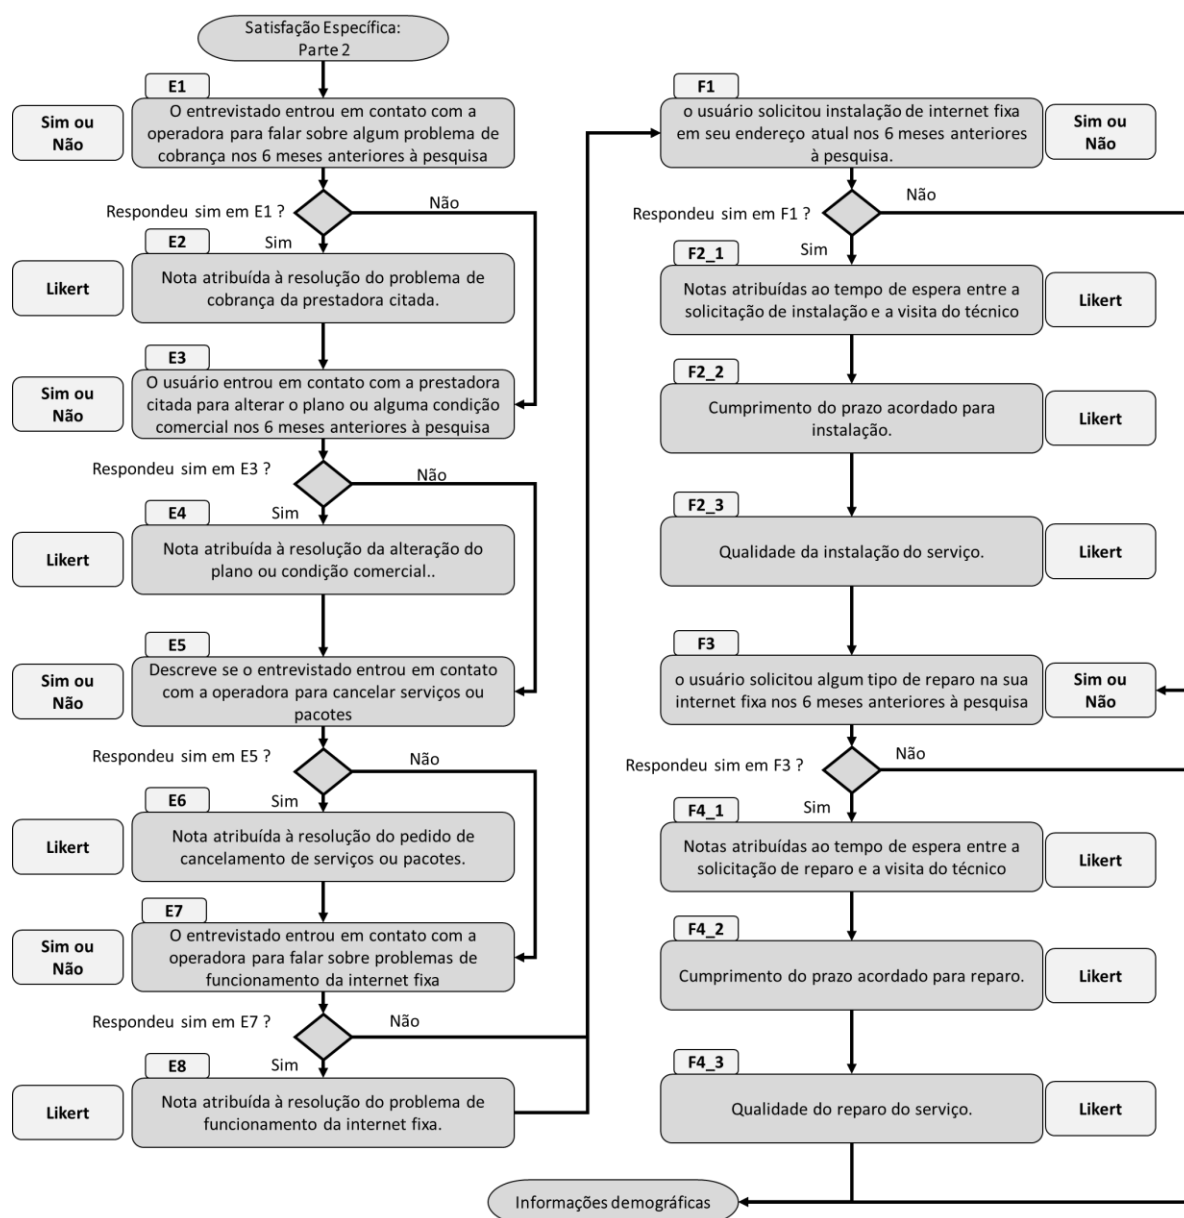 Satisfação Específica:
Parte 2
E1
Sim ou
Não
O entrevistado entrou em contato com a
operadora para falar sobre algum problema de
cobrança nos 6 meses anteriores à pesquisa
Respondeu sim em E1 ?
Não
Sim
E2
Likert
Nota atribuída à resolução do problema de
cobrança da prestadora citada.
E3
Sim ou
Não
O usuário entrou em contato com a prestadora
citada para alterar o plano ou alguma condição
comercial nos 6 meses anteriores à pesquisa
Respondeu sim em E3 ?
Não
Sim
E4
Likert
Nota atribuída à resolução da alteração do
plano ou condição comercial..
E5
Sim ou
Não
Descreve se o entrevistado entrou em contato
com a operadora para cancelar serviços ou
pacotes
Respondeu sim em E5 ?
Não
Sim
E6
Likert
Nota atribuída à resolução do pedido de
cancelamento de serviços ou pacotes.
E7
Sim ou
Não
O entrevistado entrou em contato com a
operadora para falar sobre problemas de
funcionamento da internet fixa
Respondeu sim em E7 ?
Não
Sim
E8
Likert
Nota atribuída à resolução do problema de
funcionamento da internet fixa.
F1
o usuário solicitou instalação de internet fixa
em seu endereço atual nos 6 meses anteriores
à pesquisa.
Sim ou
Não
Respondeu sim em F1 ?
Não
Sim
F2_1
Notas atribuídas ao tempo de espera entre a
solicitação de instalação e a visita do técnico
Likert
F2_2
Cumprimento do prazo acordado para
instalação.
Likert
F2_3
Qualidade da instalação do serviço.
Likert
F3
o usuário solicitou algum tipo de reparo na sua
internet fixa nos 6 meses anteriores à pesquisa
Sim ou
Não
Respondeu sim em F3 ?
Não
Sim
F4_1
Notas atribuídas ao tempo de espera entre a
solicitação de reparo e a visita do técnico
Likert
F4_2
Cumprimento do prazo acordado para reparo.
Likert
F4_3
Qualidade do reparo do serviço.
Likert
Informações demográficas